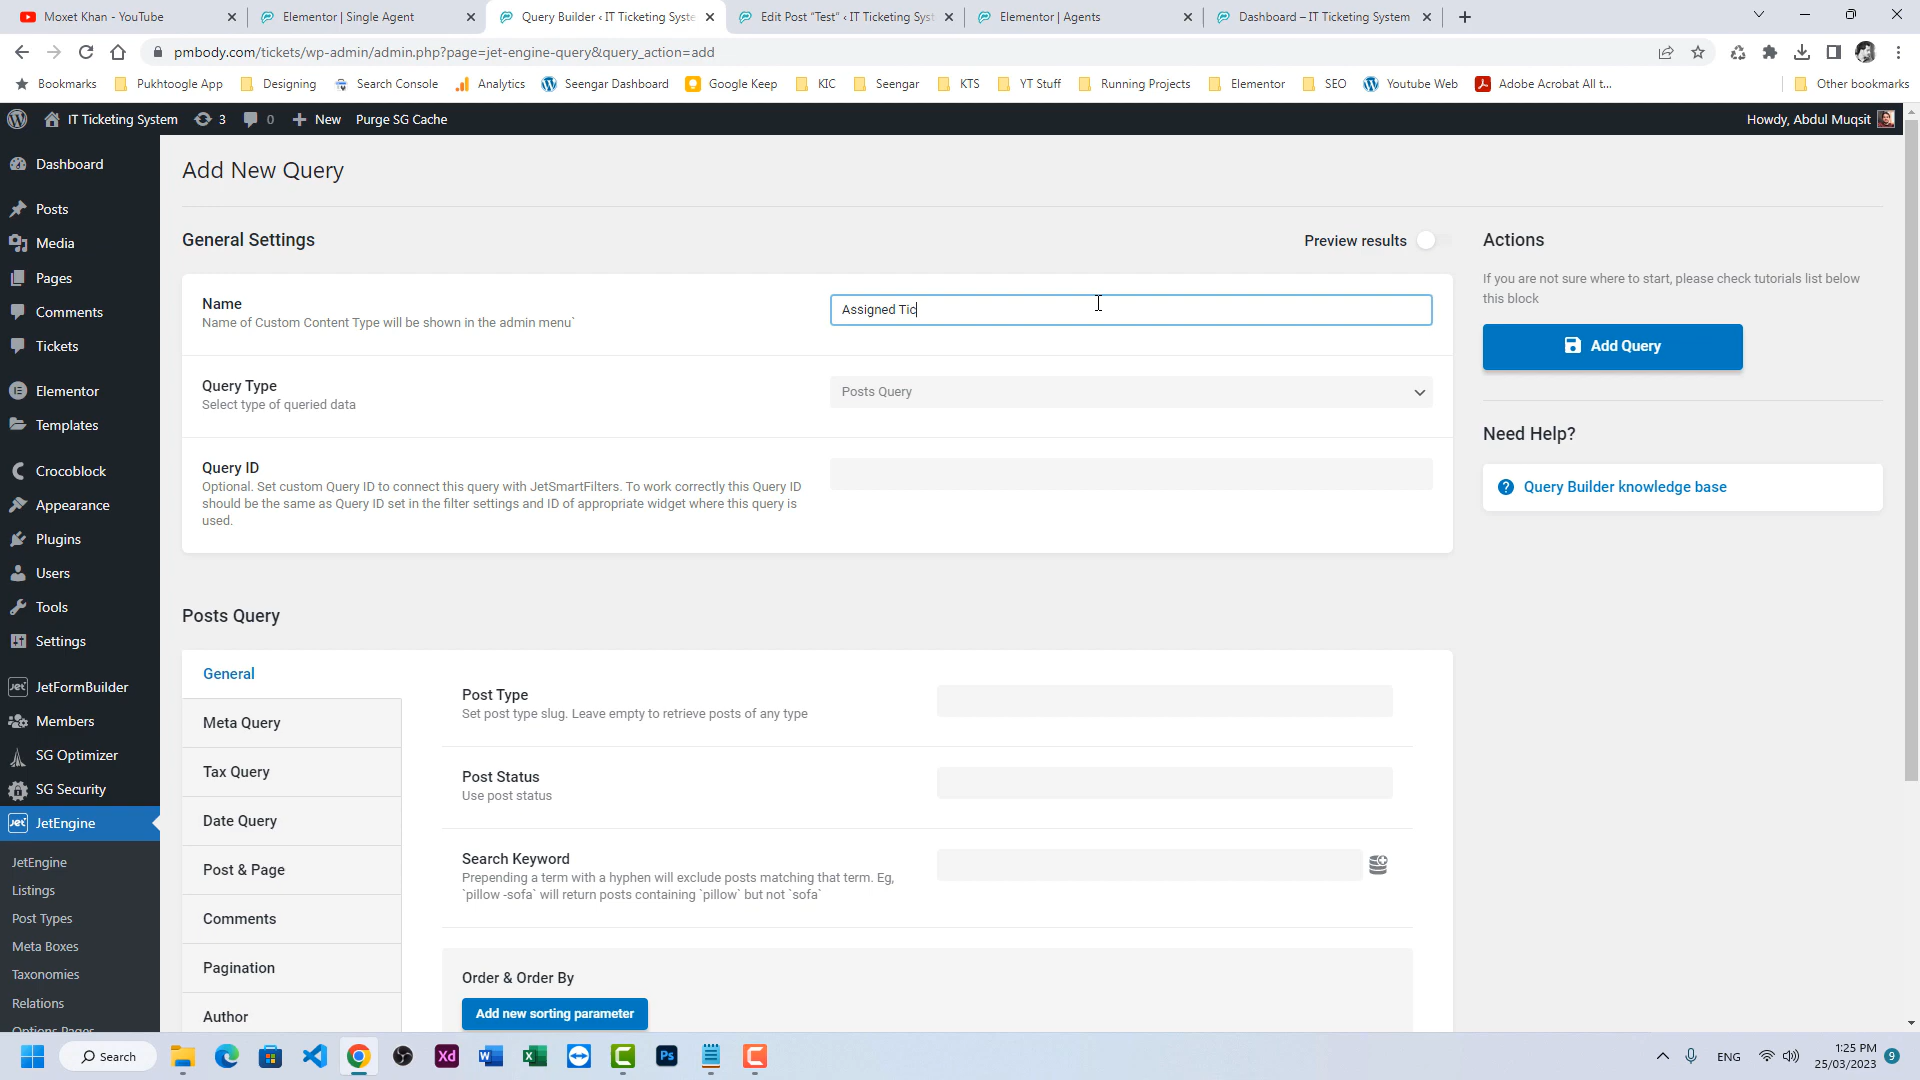 Moxet Khan - YouTube
Elementor | Single Agent
Query Builder ‹ IT Ticketing Syste
Edit Post "Test" ‹ IT Ticketing Syst
Elementor | Agents
Dashboard – IT Ticketing System
pmbody.com/tickets/wp-admin/admin.php?page=jet-engine-query&query_action=add
Bookmarks
Pukhtoogle App
Designing
Search Console
Analytics
Seengar Dashboard
Google Keep
KIC
Seengar
KTS
YT Stuff
Running Projects
Elementor
SEO
Youtube Web
Adobe Acrobat All t...
Other bookmarks
IT Ticketing System
3
0
New
Purge SG Cache
Howdy, Abdul Muqsit
Dashboard
Posts
Media
Pages
Comments
Tickets
Elementor
Templates
Crocoblock
Appearance
Plugins
Users
Tools
Settings
JetFormBuilder
Members
SG Optimizer
SG Security
JetEngine
JetEngine
Listings
Post Types
Meta Boxes
Taxonomies
Relations
Options Pages
Add New Query
General Settings
Preview results
Name
Name of Custom Content Type will be shown in the admin menu`
Assigned Tic
Query Type
Select type of queried data
Posts Query
Query ID
Optional. Set custom Query ID to connect this query with JetSmartFilters. To work correctly this Query ID
should be the same as Query ID set in the filter settings and ID of appropriate widget where this query is
used.
Actions
If you are not sure where to start, please check tutorials list below
this block
Add Query
Need Help?
Query Builder knowledge base
Posts Query
General
Meta Query
Tax Query
Date Query
Post & Page
Comments
Pagination
Author
Post Type
Set post type slug. Leave empty to retrieve posts of any type
Post Status
Use post status
Search Keyword
Prepending a term with a hyphen will exclude posts matching that term. Eg,
`pillow -sofa` will return posts containing `pillow` but not `sofa`
Order & Order By
Add new sorting parameter
Search
ENG
1:25 PM
25/03/2023
9